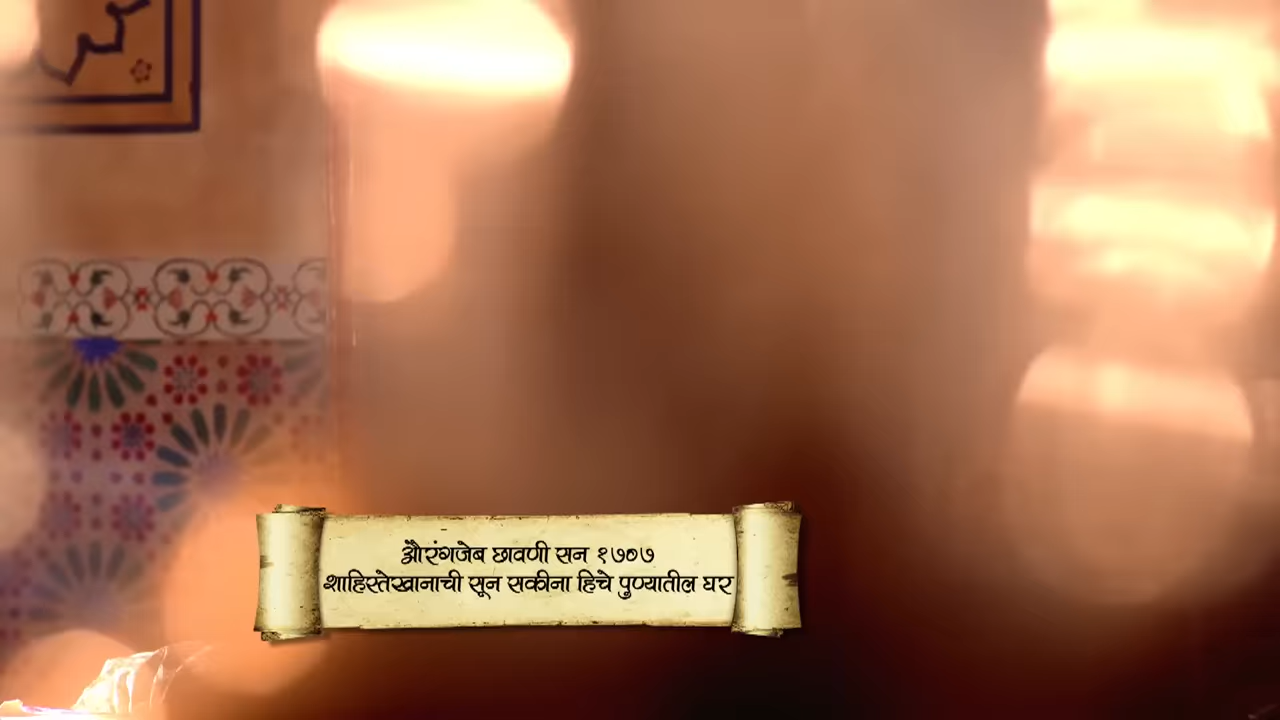 औरंगजेब छावणी सन १७०७
शाहिस्तेखानाची सून सकीना हिचे पुण्यातील घर